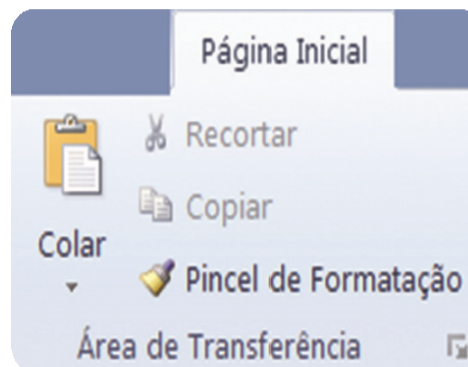 Página Inicial
Recortar
Copiar
Colar
Pincel de Formatação
Área de Transferência